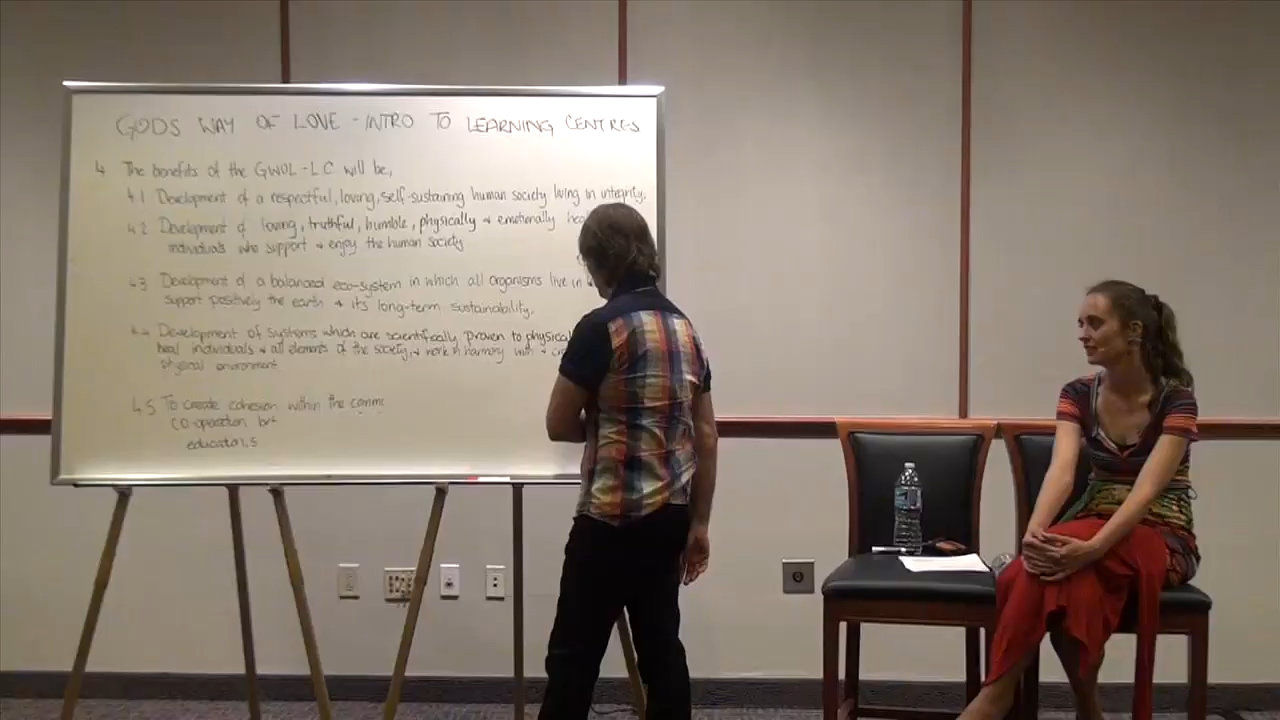 GODS WAY OF LOVE - INTRO TO LEARNING CENTRES
4 The benefits of the GWOL - LC will be,
4.1 Development of a respectful, loving, self-sustaining human society living in integrity,
4.2 Development of loving, truthful, humble, physically + emotionally
individuals who support + enjoy the human society
4.3 Development of a balanced eco-system in which all organisms live in
support positively the earth + its long-term sustainability,
4.4 Development of systems which are scientifically proven to
heal individuals + all elements of the society, + work in harmony with +
physical environment
4.5 To create cohesion within the
CO-operation
educators